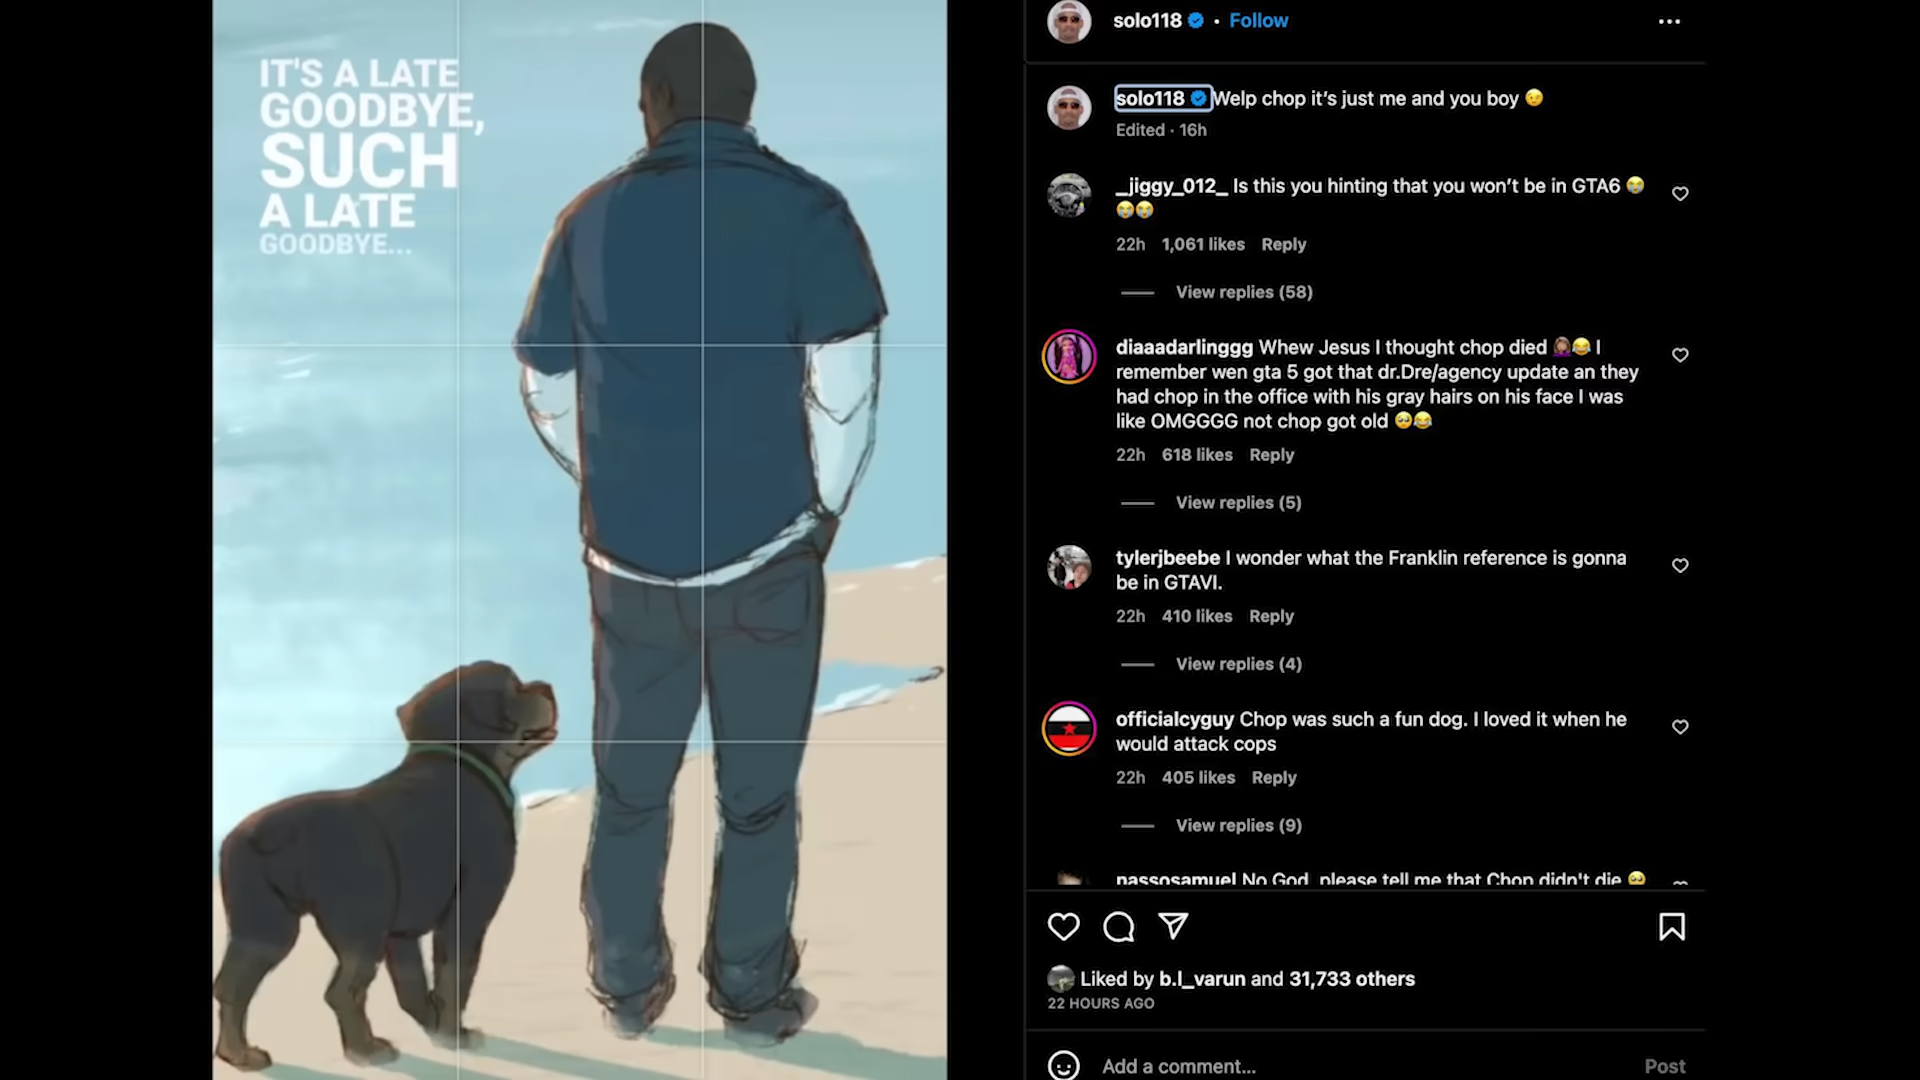 IT'S A LATE
GOODBYE,
SUCH
A LATE
GOODBYE...
solo118 • Follow
solo118 Welp chop it’s just me and you boy 😉
Edited · 16h
_jiggy_012_ Is this you hinting that you won’t be in GTA6 😭
😭😭
22h 1,061 likes Reply
View replies (58)
diaaadarlinggg Whew Jesus I thought chop died 🤦🏽‍♀️😂 I
remember wen gta 5 got that dr.Dre/agency update an they
had chop in the office with his gray hairs on his face I was
like OMGGGG not chop got old 🥺😂
22h 618 likes Reply
View replies (5)
tylerjbeebe I wonder what the Franklin reference is gonna
be in GTAVI.
22h 410 likes Reply
View replies (4)
officialcyguy Chop was such a fun dog. I loved it when he
would attack cops
22h 405 likes Reply
View replies (9)
nassosamuel No God, please tell me that Chop didn't die 🥺
Liked by b.l_varun and 31,733 others
22 HOURS AGO
Add a comment...
Post